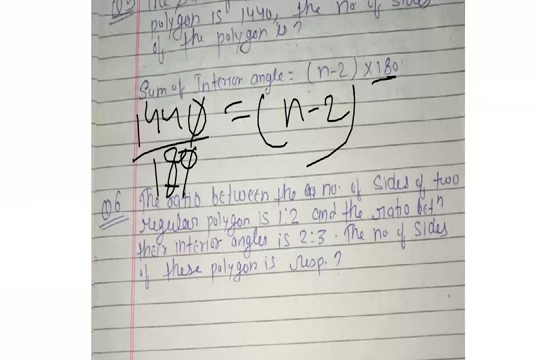 polygon is 1440, the no of sides
of the polygon is?
Sum of Interior angle = (n-2) × 180
1440 = (n-2)
180
Q6 The ratio between the no. of sides of two
regular polygon is 1:2 and the ratio betn
their interior angles is 2:3. The no of sides
of these polygon is resp.?